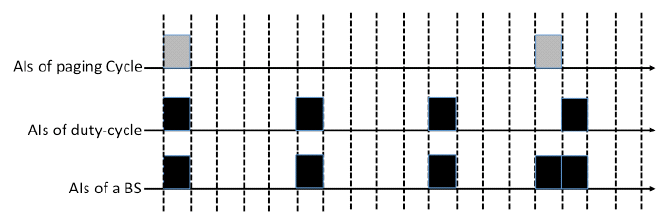 AIs of paging Cycle
AIs of duty-cycle
AIs of a BS